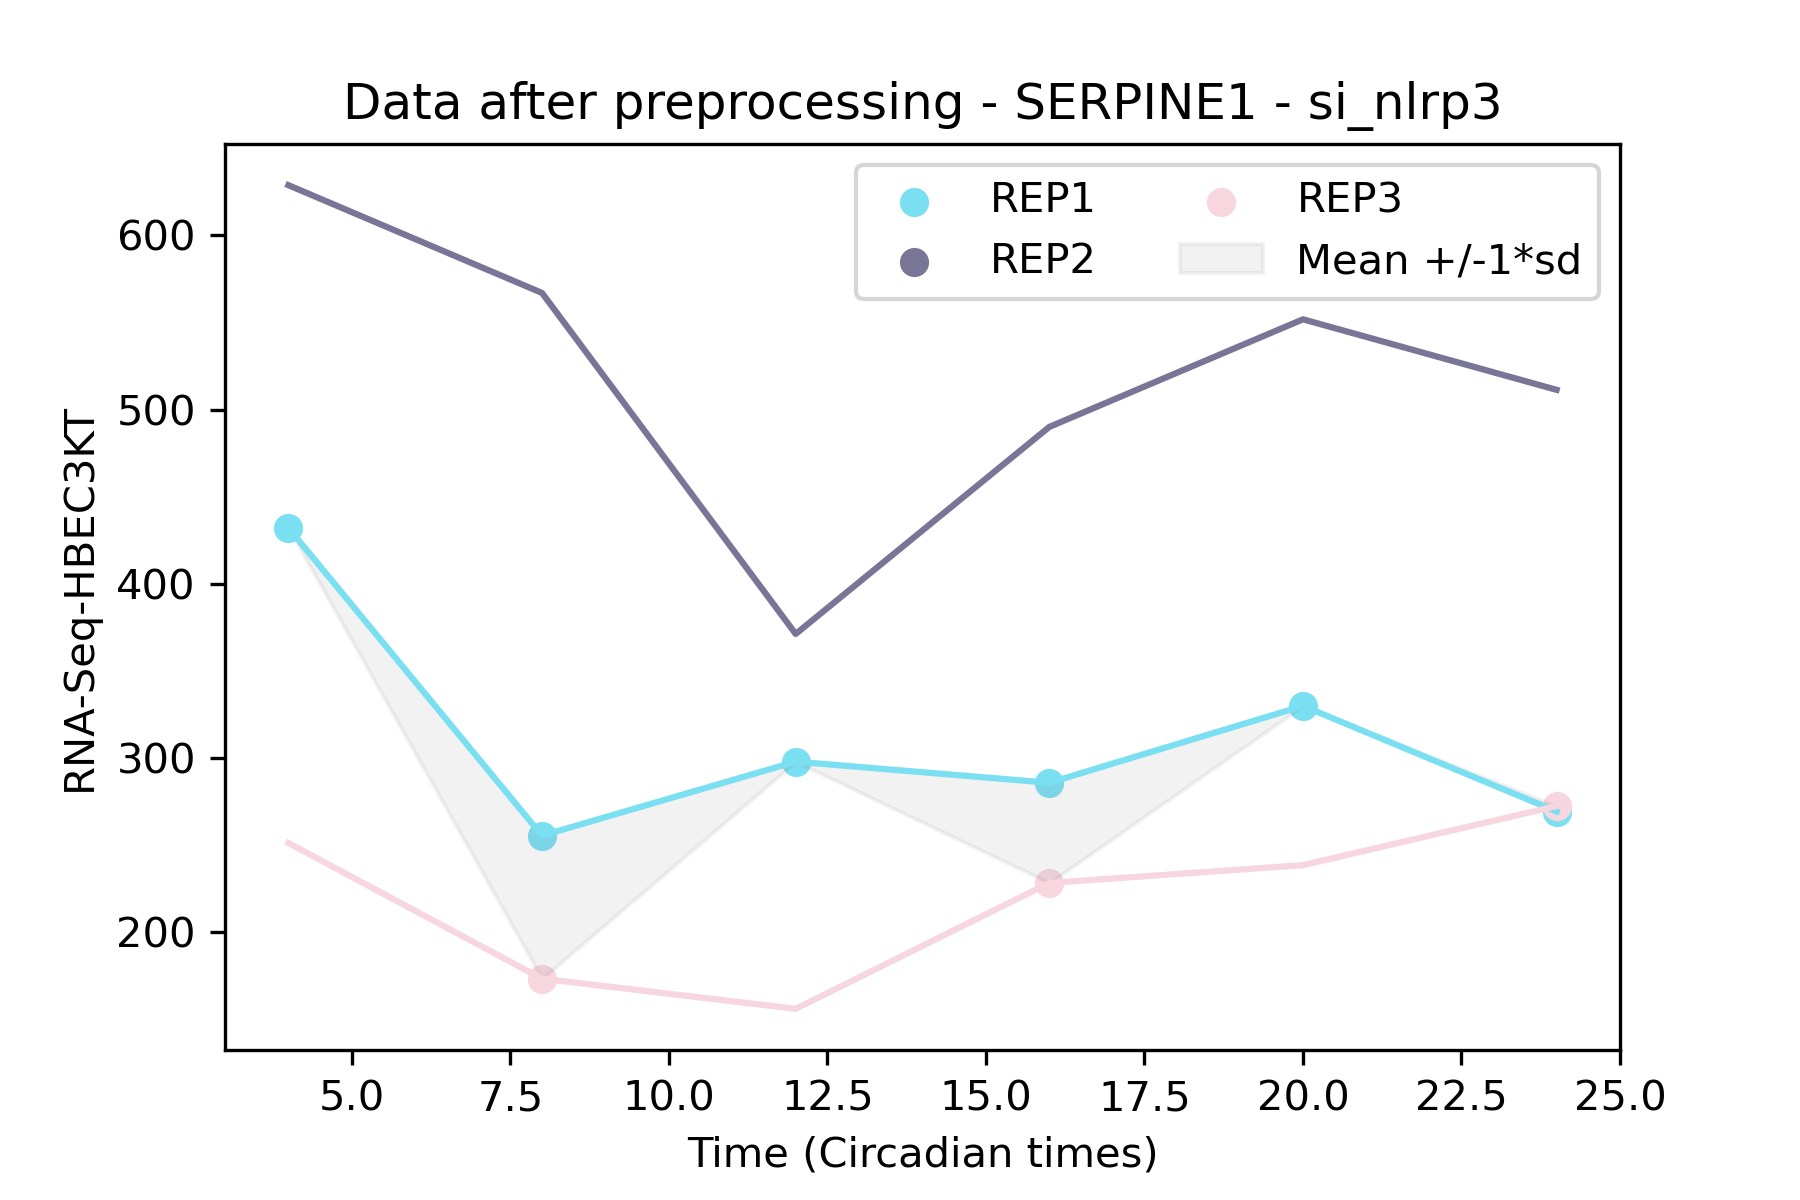 Data after preprocessing - SERPINE1 - si_nlrp3
REP1
REP2
REP3
Mean +/-1*sd
RNA-Seq-HBEC3KT
600
500
400
300
200
5.0 7.5 10.0 12.5 15.0 17.5 20.0 22.5 25.0
Time (Circadian times)